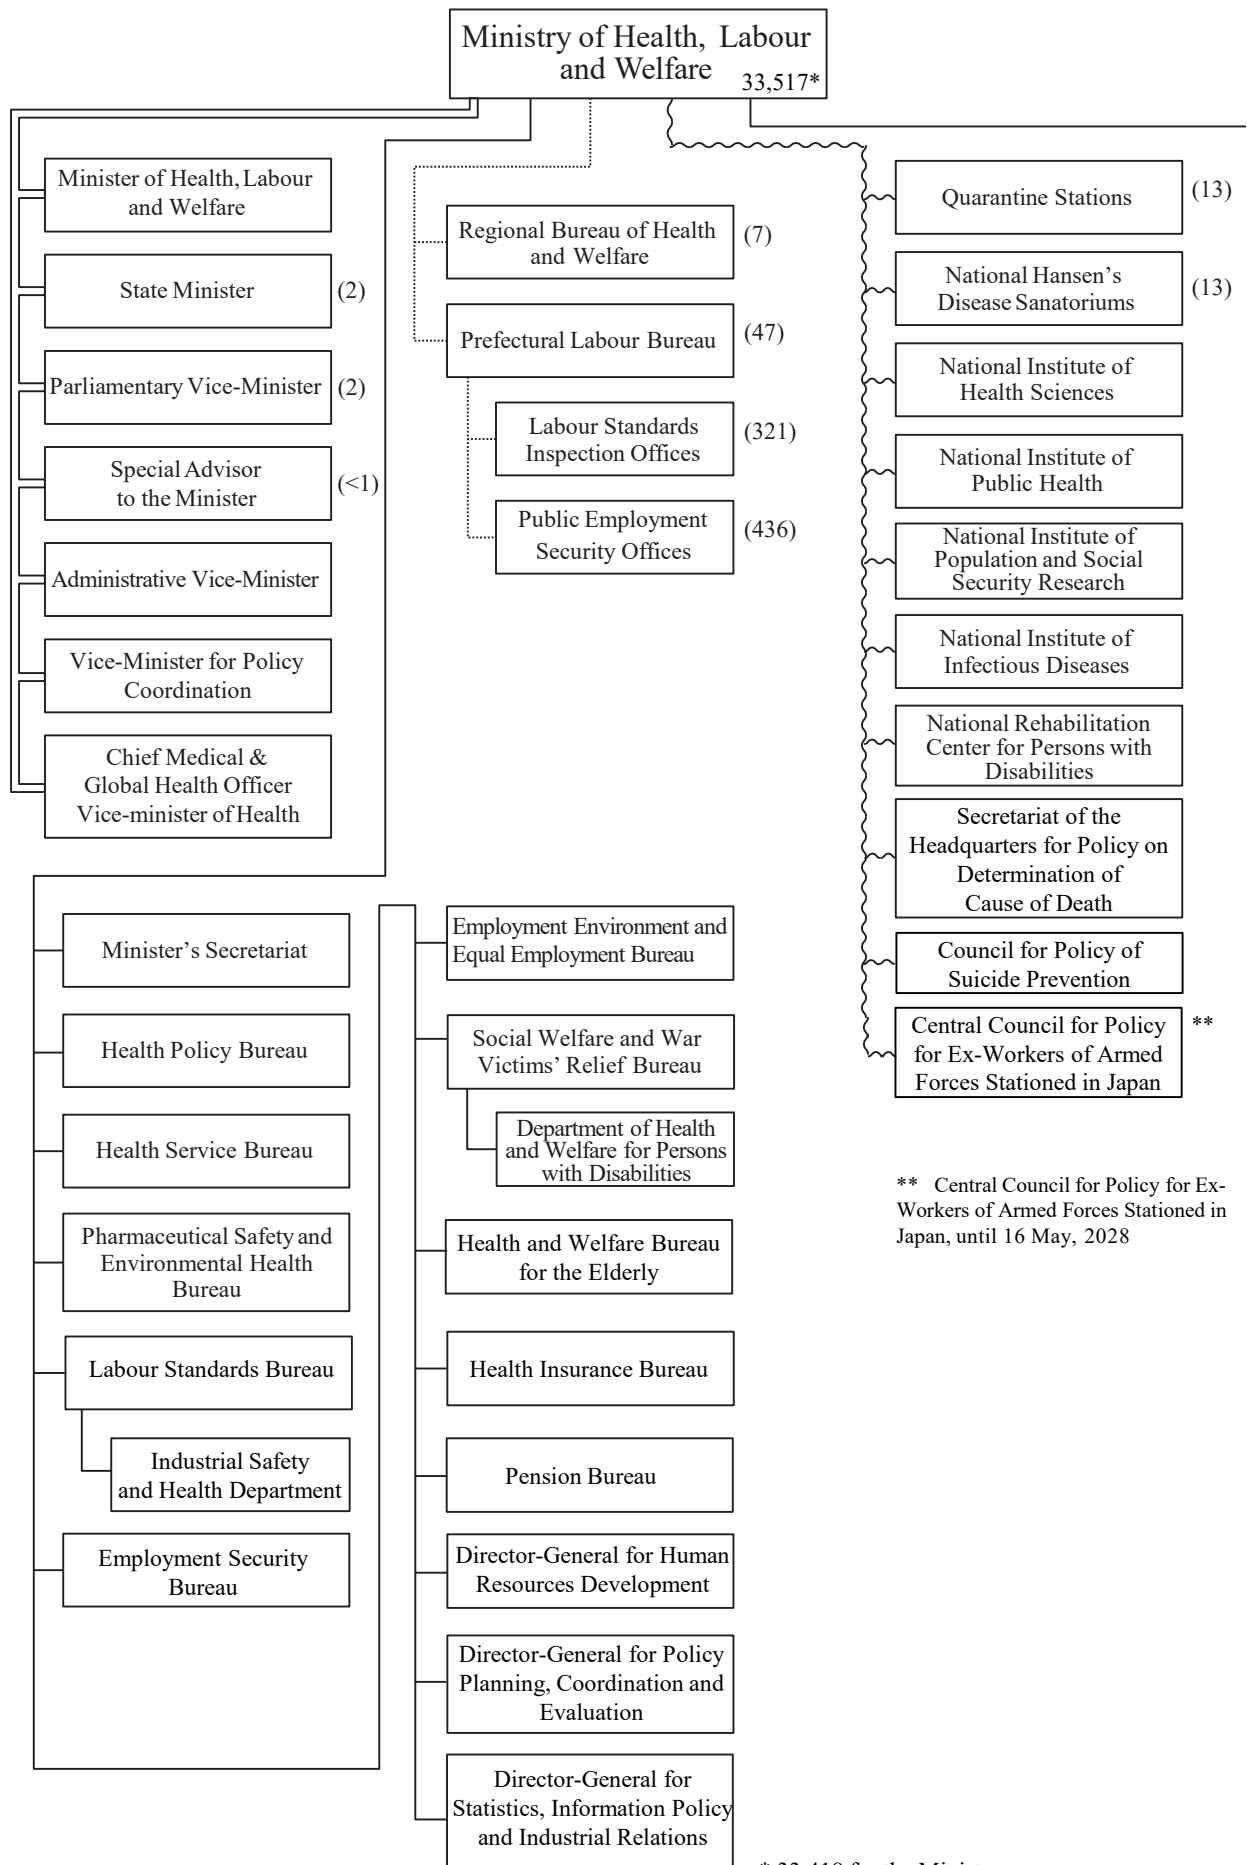 Ministry of Health, Labour
and Welfare
33,517*
Minister of Health, Labour
and Welfare
State Minister
(2)
Parliamentary Vice-Minister
(2)
Special Advisor
to the Minister
(<1)
Administrative Vice-Minister
Vice-Minister for Policy
Coordination
Chief Medical &
Global Health Officer
Vice-minister of Health
Regional Bureau of Health
and Welfare
(7)
Prefectural Labour Bureau
(47)
Labour Standards
Inspection Offices
(321)
Public Employment
Security Offices
(436)
Quarantine Stations
(13)
National Hansen’s
Disease Sanatoriums
(13)
National Institute of
Health Sciences
National Institute of
Public Health
National Institute of
Population and Social
Security Research
National Institute of
Infectious Diseases
National Rehabilitation
Center for Persons with
Disabilities
Secretariat of the
Headquarters for Policy on
Determination of
Cause of Death
Council for Policy of
Suicide Prevention
Central Council for Policy
for Ex-Workers of Armed
Forces Stationed in Japan
**
** Central Council for Policy for Ex-
Workers of Armed Forces Stationed in
Japan, until 16 May, 2028
Minister’s Secretariat
Health Policy Bureau
Health Service Bureau
Pharmaceutical Safety and
Environmental Health
Bureau
Labour Standards Bureau
Industrial Safety
and Health Department
Employment Security
Bureau
Employment Environment and
Equal Employment Bureau
Social Welfare and War
Victims’ Relief Bureau
Department of Health
and Welfare for Persons
with Disabilities
Health and Welfare Bureau
for the Elderly
Health Insurance Bureau
Pension Bureau
Director-General for Human
Resources Development
Director-General for Policy
Planning, Coordination and
Evaluation
Director-General for
Statistics, Information Policy
and Industrial Relations